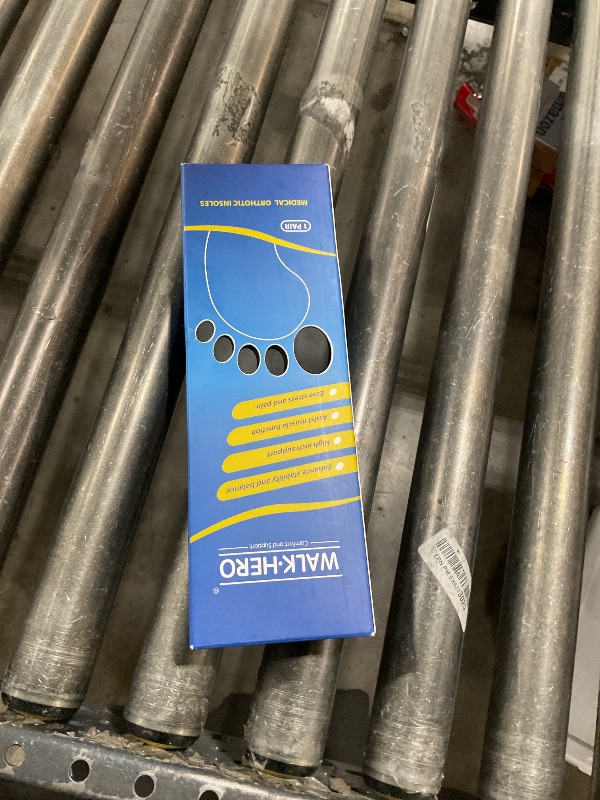 WALK·HERO®
Comfort and Support
Enhance stability and balance
High arch support
Assist muscle function
Ease stress and pain
1 PAIR
MEDICAL ORTHOTIC INSOLES
amazon